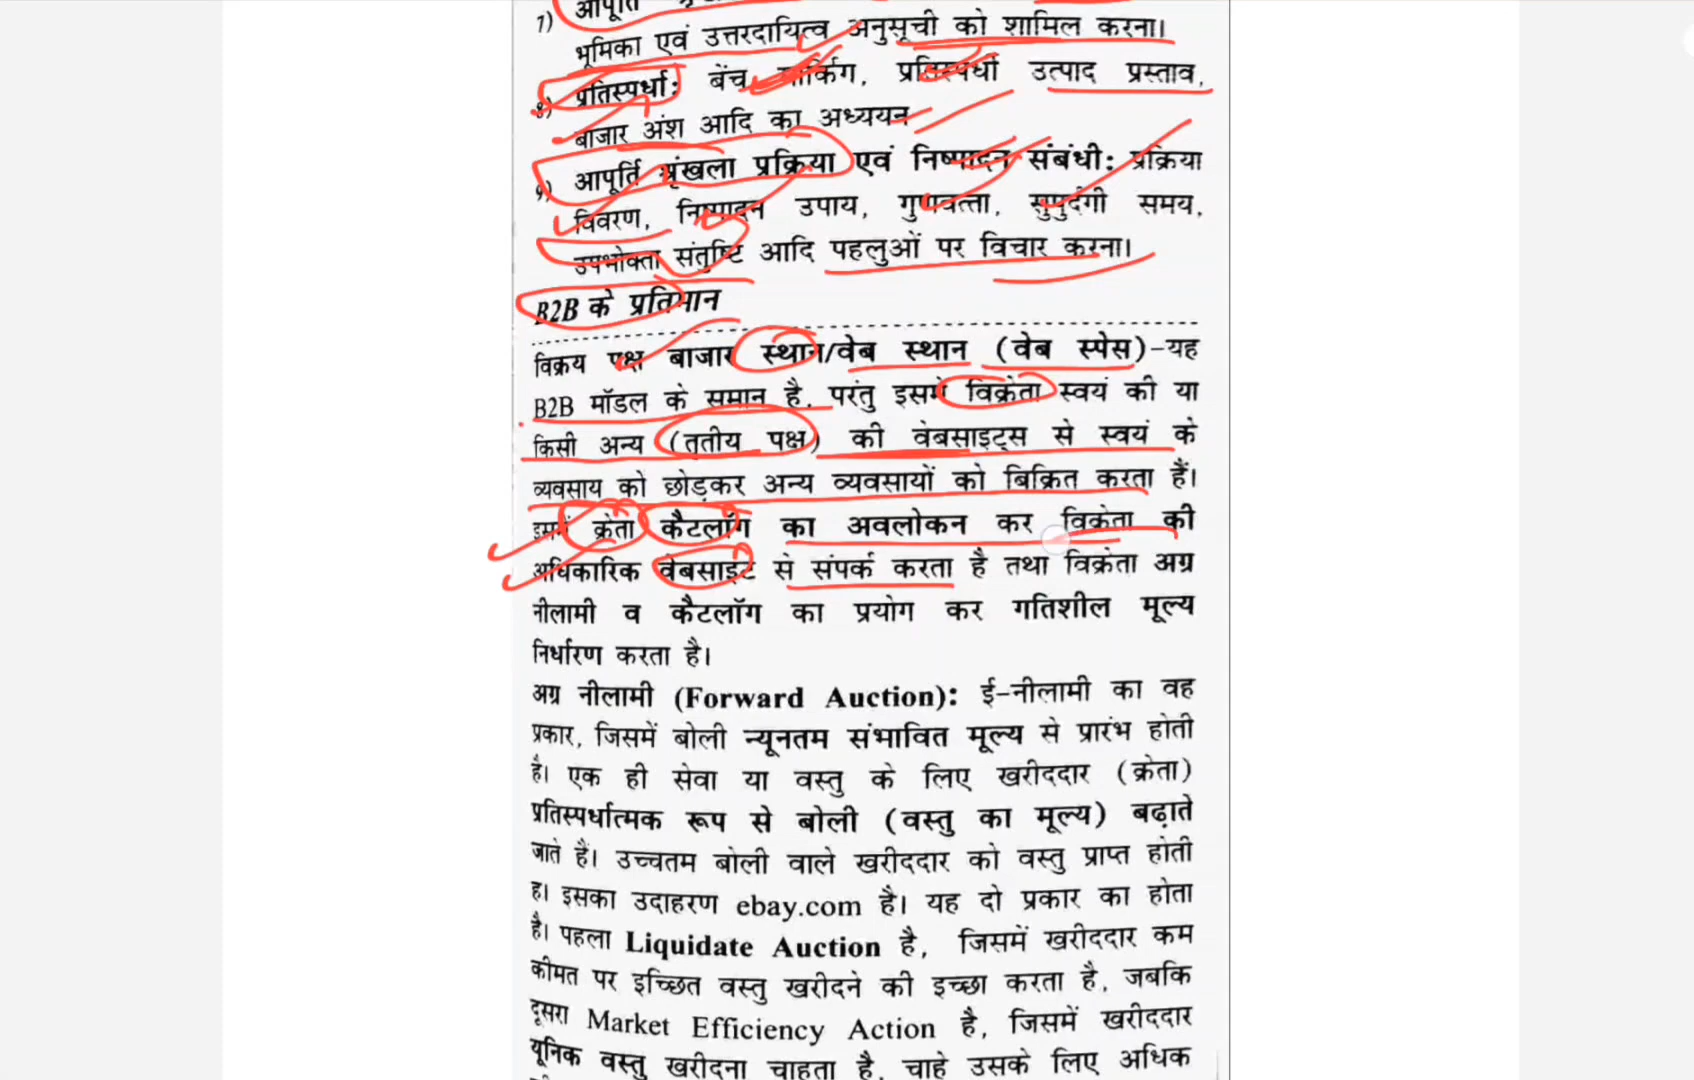 7) आपूर्ति
भूमिका एवं उत्तरदायित्व अनुसूची को शामिल करना।
8) प्रतिस्पर्धा: बेंच मार्किंग, प्रतिस्पर्धी उत्पाद प्रस्ताव,
बाजार अंश आदि का अध्ययन
9) आपूर्ति श्रृंखला प्रक्रिया एवं निष्पादन संबंधी: प्रक्रिया
विवरण, निष्पादन उपाय, गुणवत्ता, सुपुर्दगी समय,
उपभोक्ता संतुष्टि आदि पहलुओं पर विचार करना।
B2B के प्रतिमान
विक्रय पक्ष बाजार स्थान/वेब स्थान (वेब स्पेस)-यह
B2B मॉडल के समान है, परंतु इसमें विक्रेता स्वयं की या
किसी अन्य (तृतीय पक्ष) की वेबसाइट्स से स्वयं के
व्यवसाय को छोड़कर अन्य व्यवसायों को बिक्रित करता हैं।
इसमें क्रेता कैटलॉग का अवलोकन कर विक्रेता की
अधिकारिक वेबसाइट से संपर्क करता है तथा विक्रेता अग्र
नीलामी व कैटलॉग का प्रयोग कर गतिशील मूल्य
निर्धारण करता है।
अग्र नीलामी (Forward Auction): ई-नीलामी का वह
प्रकार, जिसमें बोली न्यूनतम संभावित मूल्य से प्रारंभ होती
है। एक ही सेवा या वस्तु के लिए खरीददार (क्रेता)
प्रतिस्पर्धात्मक रूप से बोली (वस्तु का मूल्य) बढ़ाते
जाते हैं। उच्चतम बोली वाले खरीददार को वस्तु प्राप्त होती
है। इसका उदाहरण ebay.com है। यह दो प्रकार का होता
है। पहला Liquidate Auction है, जिसमें खरीददार कम
कीमत पर इच्छित वस्तु खरीदने की इच्छा करता है, जबकि
दूसरा Market Efficiency Action है, जिसमें खरीददार
यूनिक वस्तु खरीदना चाहता है, चाहे उसके लिए अधिक